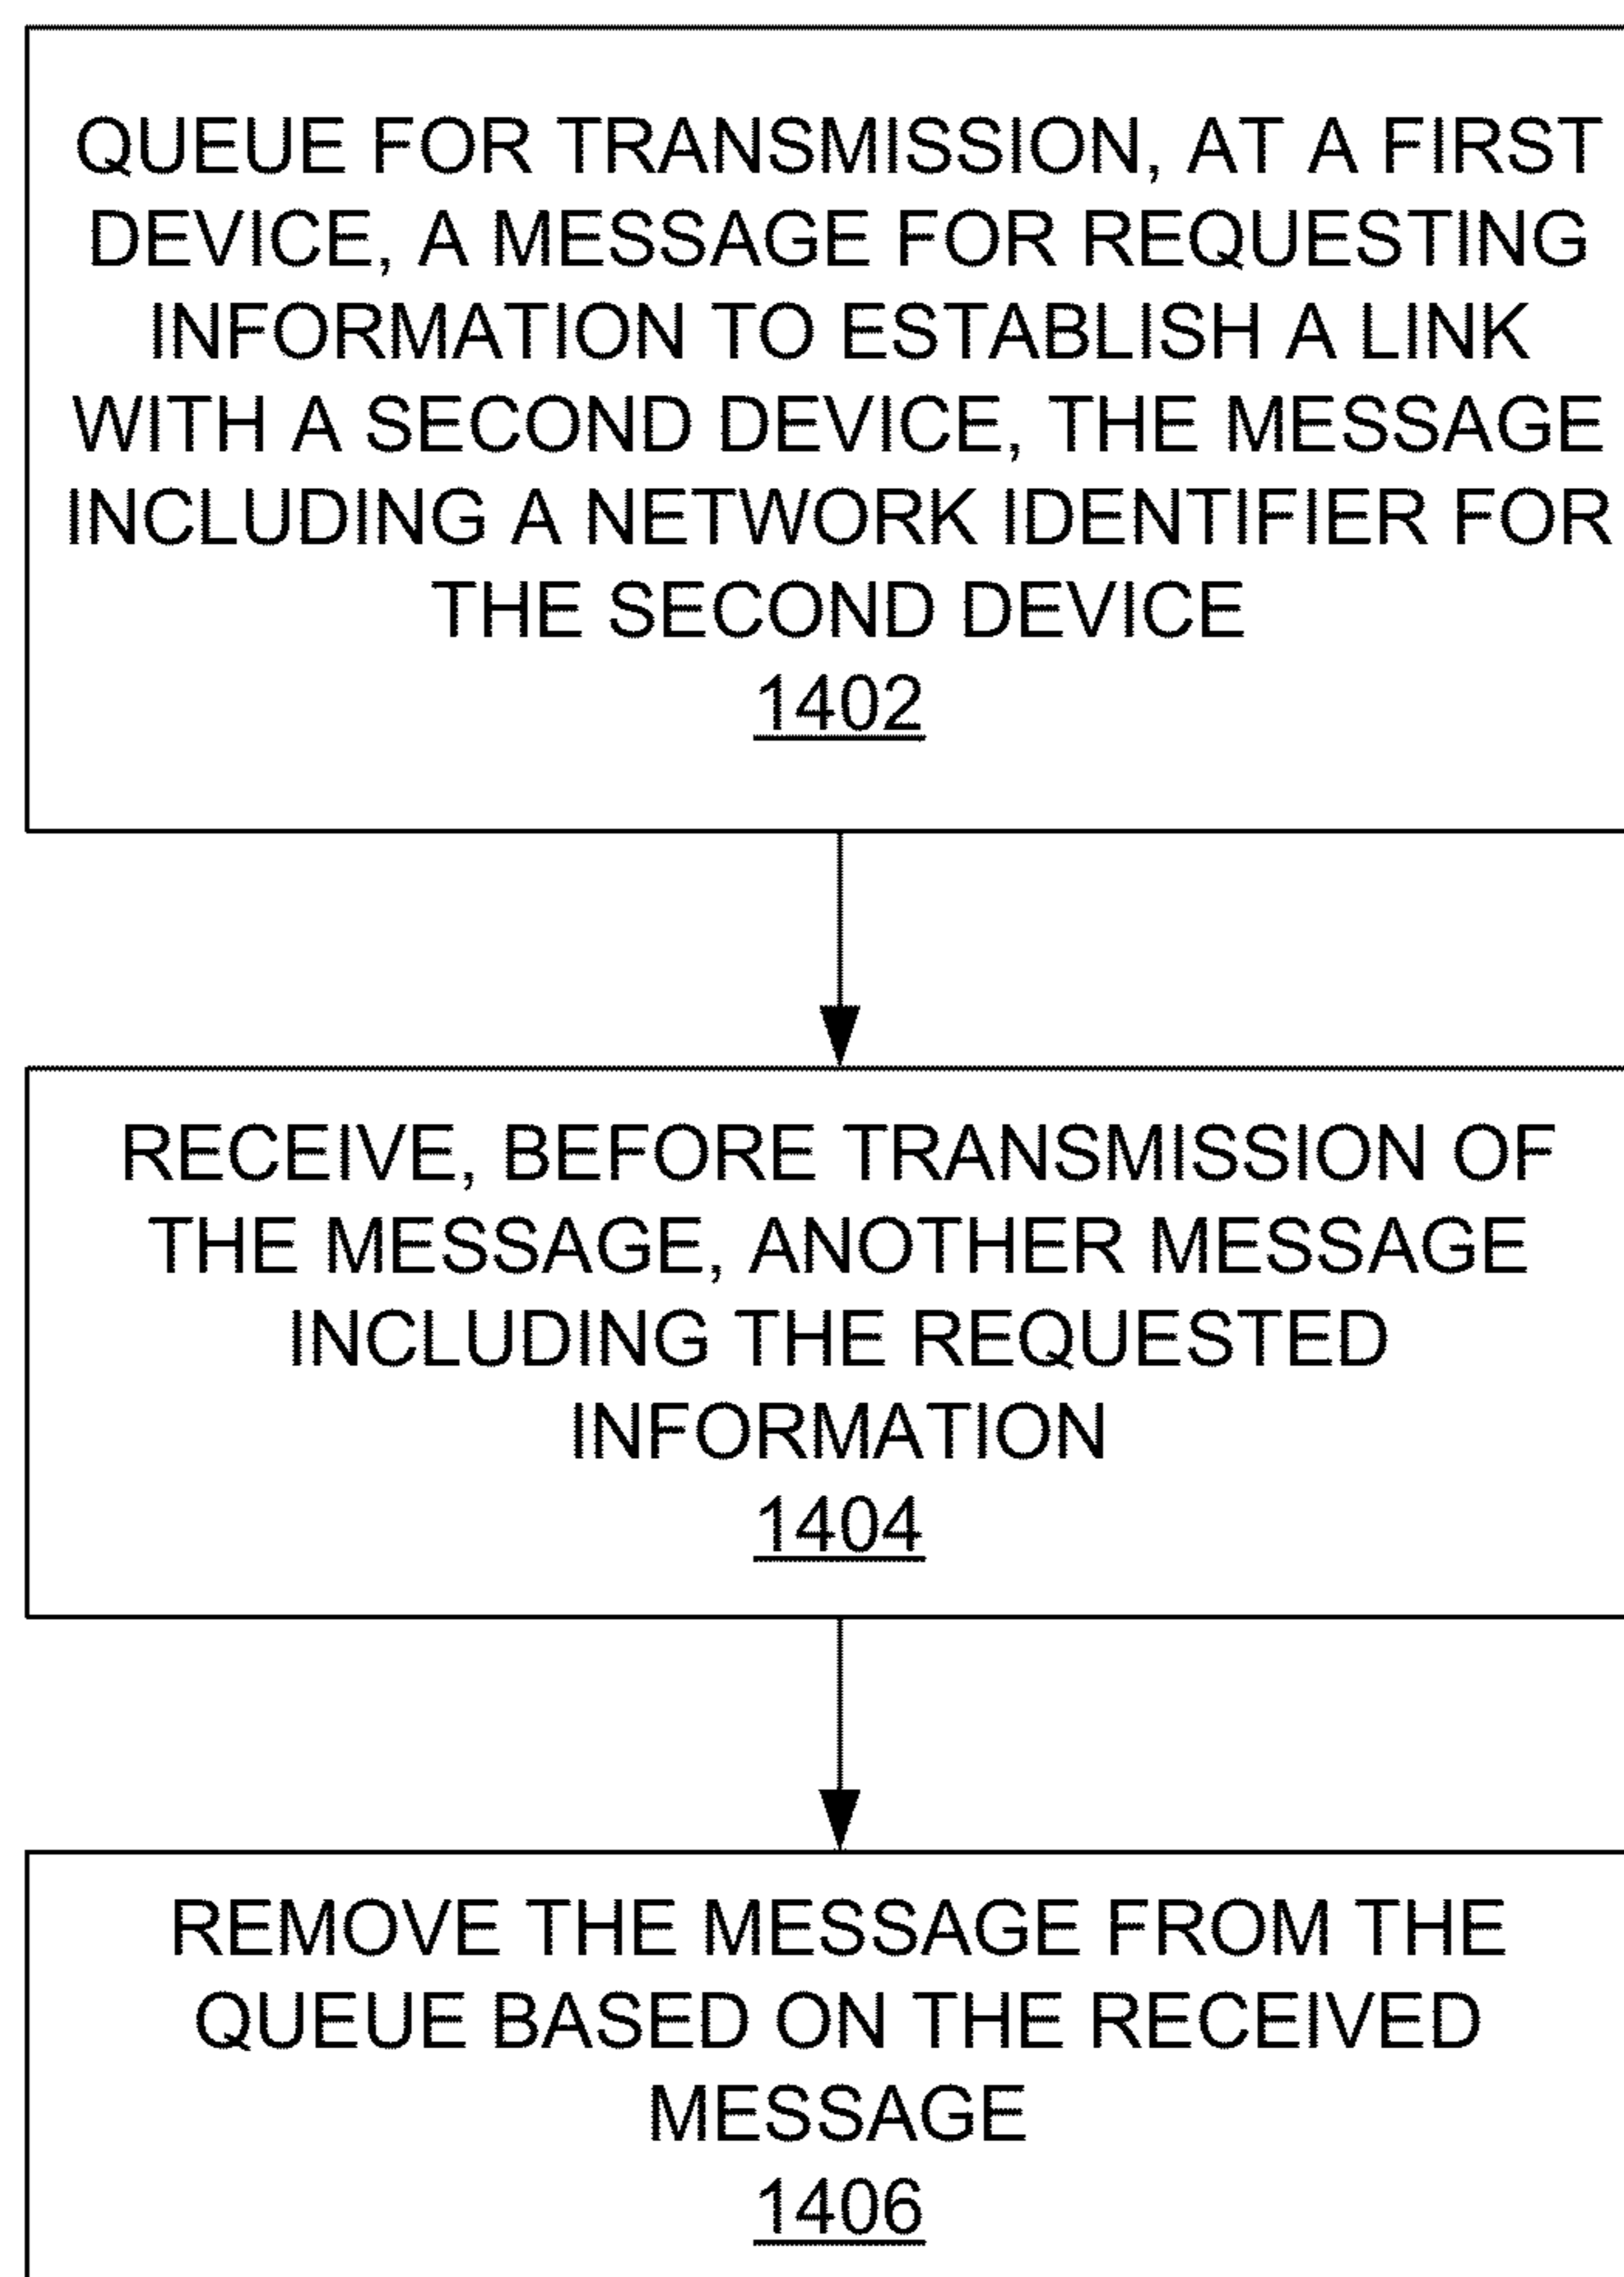 QUEUE FOR TRANSMISSION, AT A FIRST
DEVICE, A MESSAGE FOR REQUESTING
INFORMATION TO ESTABLISH A LINK
WITH A SECOND DEVICE, THE MESSAGE
INCLUDING A NETWORK IDENTIFIER FOR
THE SECOND DEVICE
1402
RECEIVE, BEFORE TRANSMISSION OF
THE MESSAGE, ANOTHER MESSAGE
INCLUDING THE REQUESTED
INFORMATION
1404
REMOVE THE MESSAGE FROM THE
QUEUE BASED ON THE RECEIVED
MESSAGE
1406